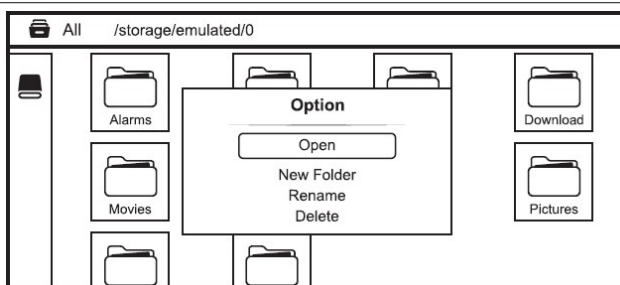 All /storage/emulated/0
Option
Alarms Download
Open
New Folder
Rename
Movies Pictures
Delete